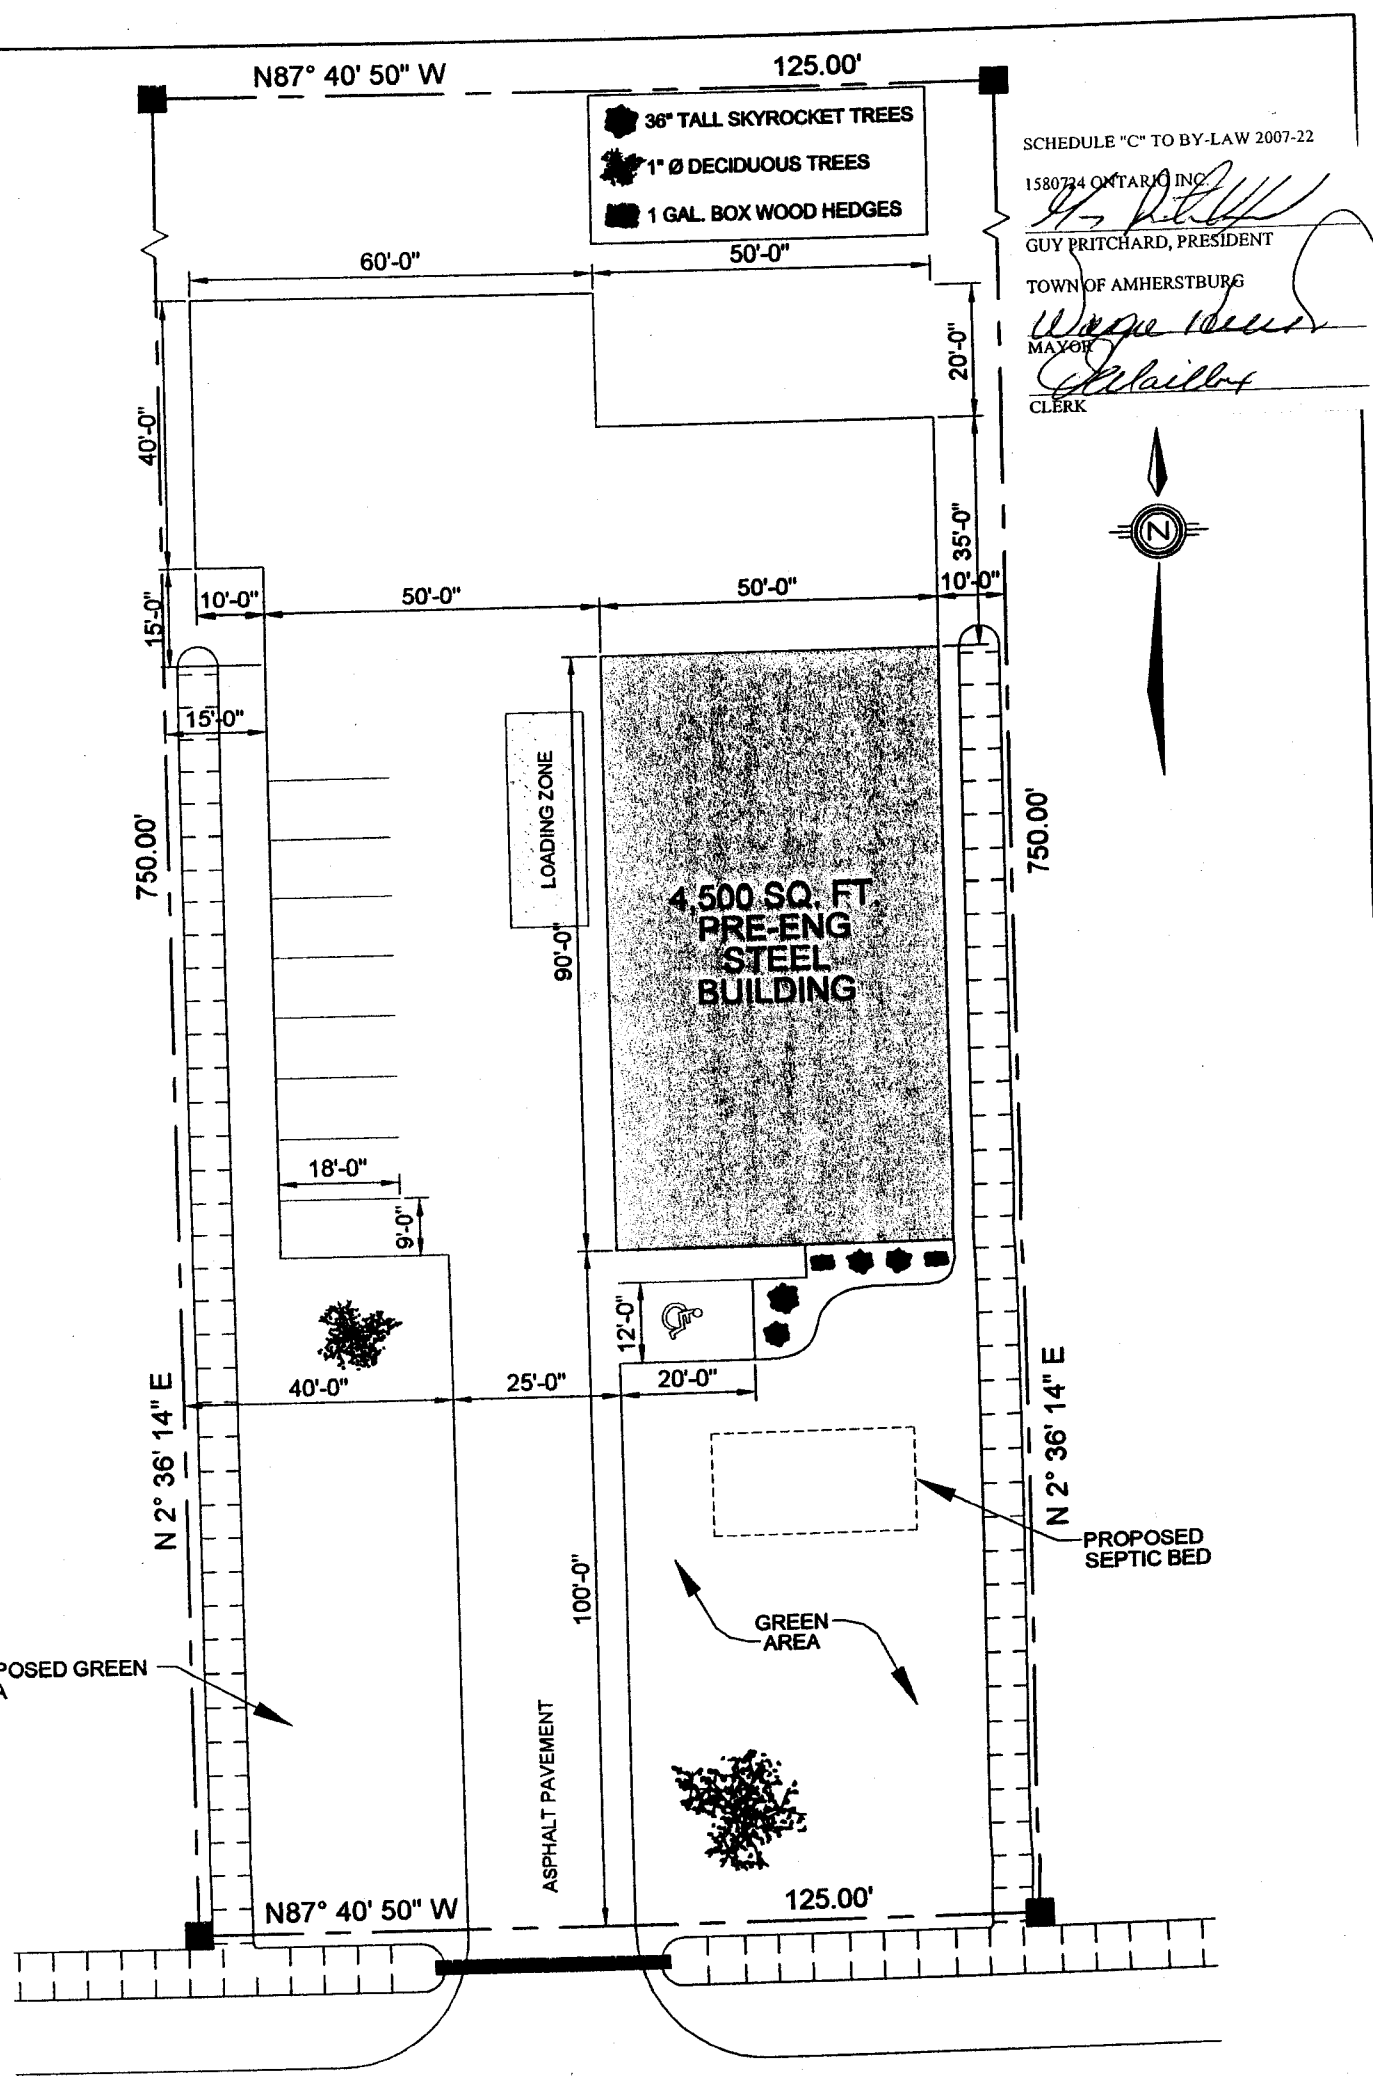 N87° 40' 50" W
125.00'
36" TALL SKYROCKET TREES
1" Ø DECIDUOUS TREES
1 GAL. BOX WOOD HEDGES
SCHEDULE "C" TO BY-LAW 2007-22
1580724 ONTARIO INC.
GUY PRITCHARD, PRESIDENT
TOWN OF AMHERSTBURG
MAYOR
CLERK
N
60'-0"
50'-0"
20'-0"
40'-0"
35'-0"
15'-0"
10'-0"
50'-0"
50'-0"
10'-0"
15'-0"
LOADING ZONE
750.00'
750.00'
90'-0"
4,500 SQ. FT.
PRE-ENG
STEEL
BUILDING
18'-0"
9'-0"
12'-0"
40'-0"
25'-0"
20'-0"
N 2° 36' 14" E
N 2° 36' 14" E
PROPOSED
SEPTIC BED
100'-0"
GREEN
AREA
POSED GREEN
A
ASPHALT PAVEMENT
N87° 40' 50" W
125.00'